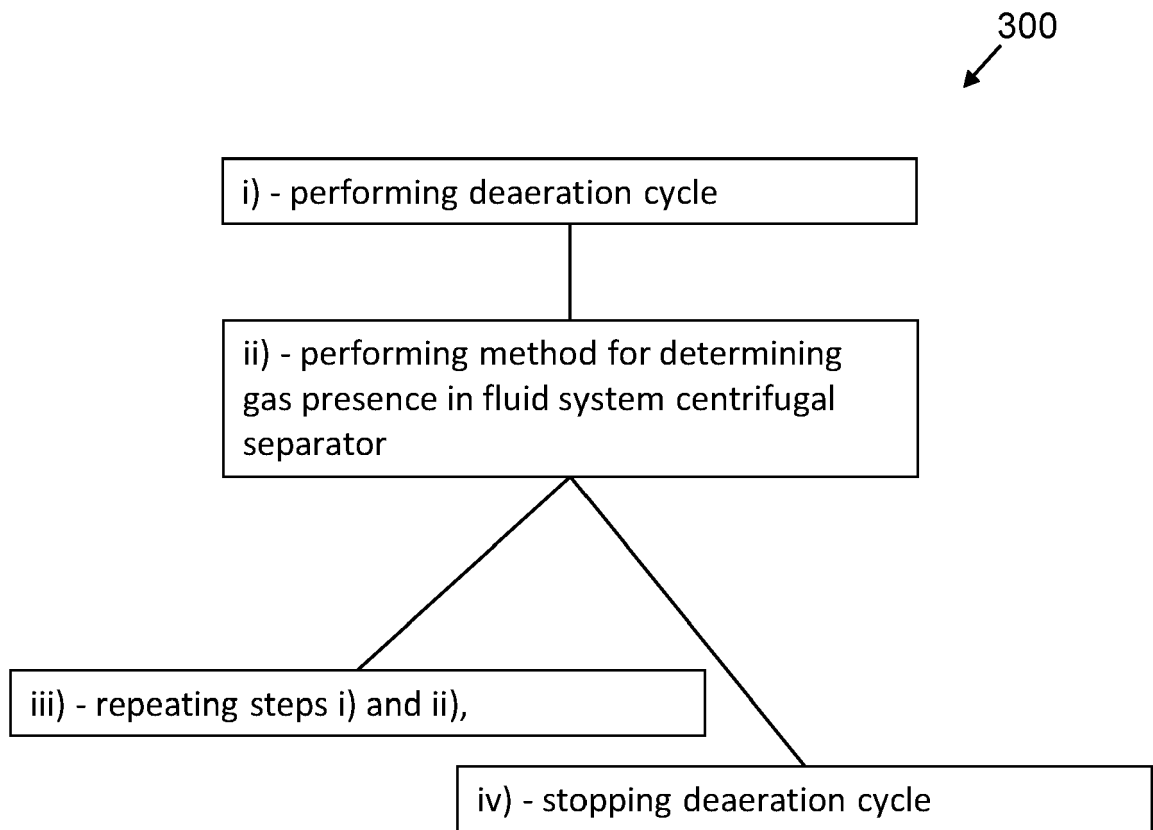 300
i) - performing deaeration cycle
ii) - performing method for determining
gas presence in fluid system centrifugal
separator
iii) - repeating steps i) and ii),
iv) - stopping deaeration cycle